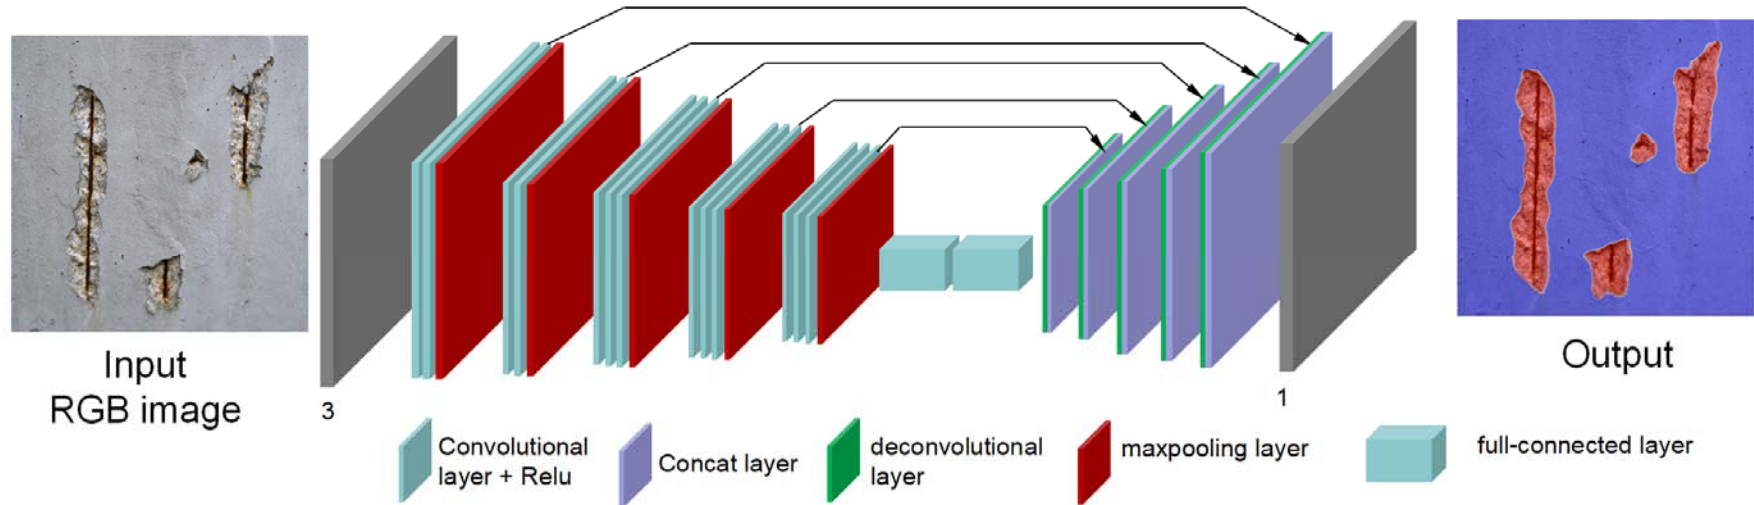 Input
RGB image
3
1
Output
Convolutional
layer + Relu
Concat layer
deconvolutional
layer
maxpooling layer
full-connected layer